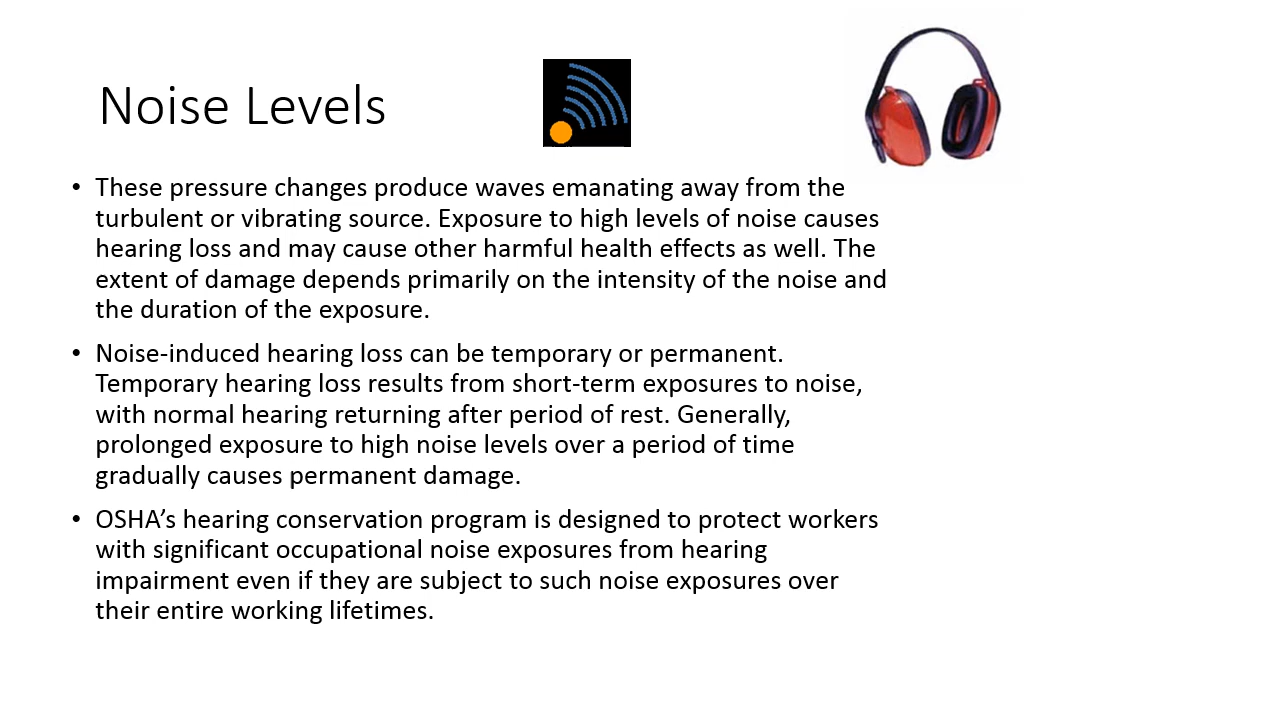 Noise Levels
• These pressure changes produce waves emanating away from the
turbulent or vibrating source. Exposure to high levels of noise causes
hearing loss and may cause other harmful health effects as well. The
extent of damage depends primarily on the intensity of the noise and
the duration of the exposure.
• Noise-induced hearing loss can be temporary or permanent.
Temporary hearing loss results from short-term exposures to noise,
with normal hearing returning after period of rest. Generally,
prolonged exposure to high noise levels over a period of time
gradually causes permanent damage.
• OSHA’s hearing conservation program is designed to protect workers
with significant occupational noise exposures from hearing
impairment even if they are subject to such noise exposures over
their entire working lifetimes.